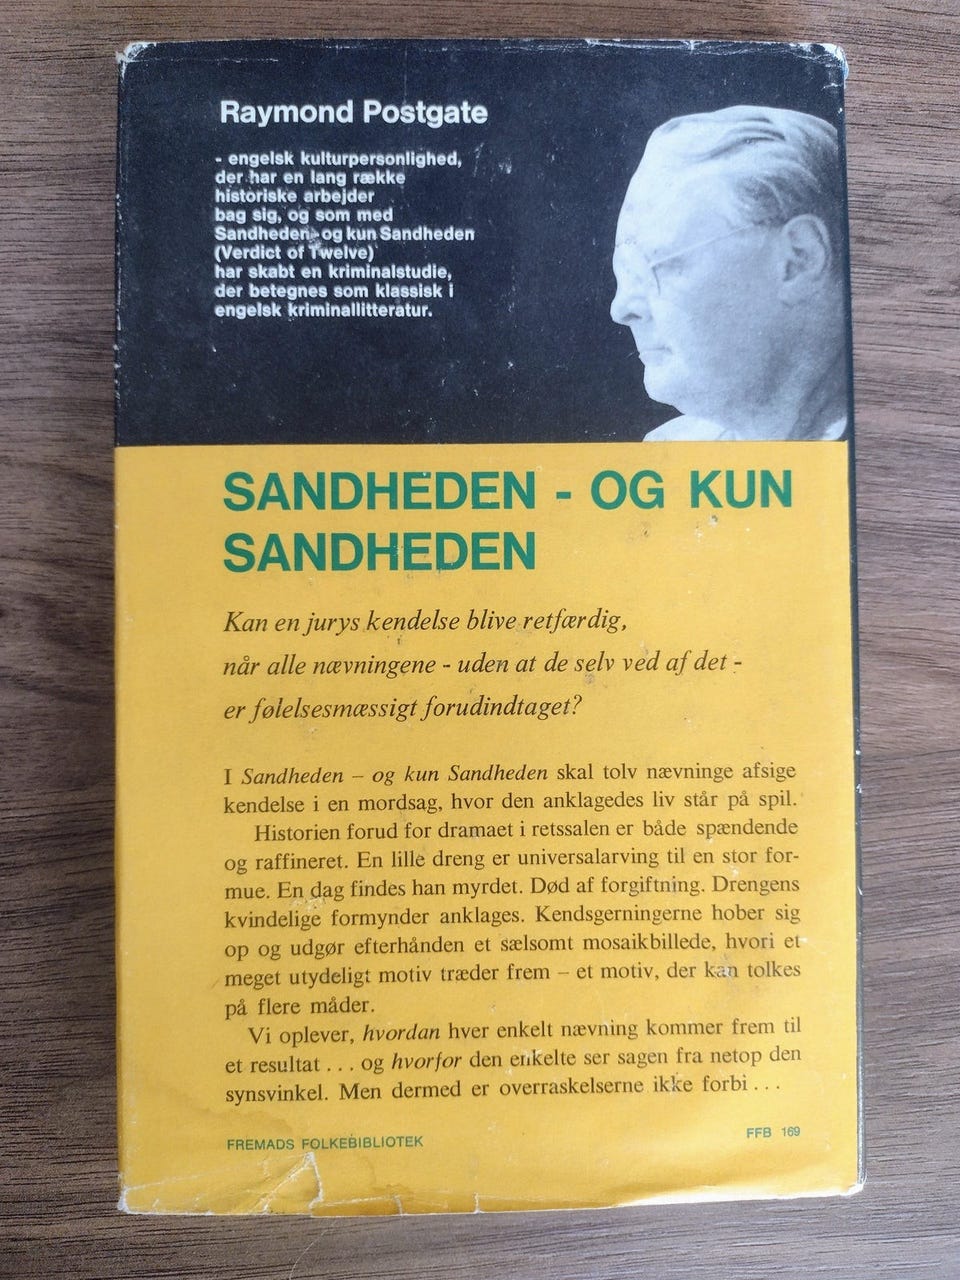 Raymond Postgate
- engelsk kulturpersonlighed,
der har en lang række
historiske arbejder
bag sig, og som med
Sandheden - og kun Sandheden
(Verdict of Twelve)
har skabt en kriminalstudie,
der betegnes som klassisk i
engelsk kriminallitteratur.
SANDHEDEN - OG KUN
SANDHEDEN
Kan en jurys kendelse blive retfærdig,
når alle nævningene - uden at de selv ved af det -
er følelsesmæssigt forudindtaget?
I Sandheden – og kun Sandheden skal tolv nævninge afsige
kendelse i en mordsag, hvor den anklagedes liv står på spil.
Historien forud for dramaet i retssalen er både spændende
og raffineret. En lille dreng er universalarving til en stor for-
mue. En dag findes han myrdet. Død af forgiftning. Drengens
kvindelige formynder anklages. Kendsgerningerne hober sig
op og udgør efterhånden et sælsomt mosaikbillede, hvori et
meget utydeligt motiv træder frem – et motiv, der kan tolkes
på flere måder.
Vi oplever, hvordan hver enkelt nævning kommer frem til
et resultat . . . og hvorfor den enkelte ser sagen fra netop den
synsvinkel. Men dermed er overraskelserne ikke forbi . . .
FREMADS FOLKEBIBLIOTEK
FFB 169